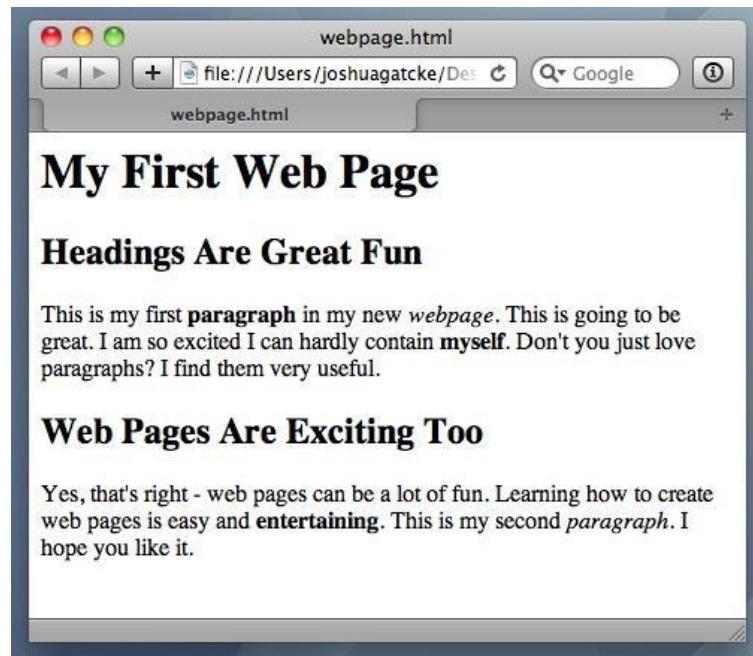 webpage.html
file:///Users/joshuagatcke/Des
Google
webpage.html
My First Web Page
Headings Are Great Fun
This is my first paragraph in my new webpage. This is going to be
great. I am so excited I can hardly contain myself. Don't you just love
paragraphs? I find them very useful.
Web Pages Are Exciting Too
Yes, that's right - web pages can be a lot of fun. Learning how to create
web pages is easy and entertaining. This is my second paragraph. I
hope you like it.